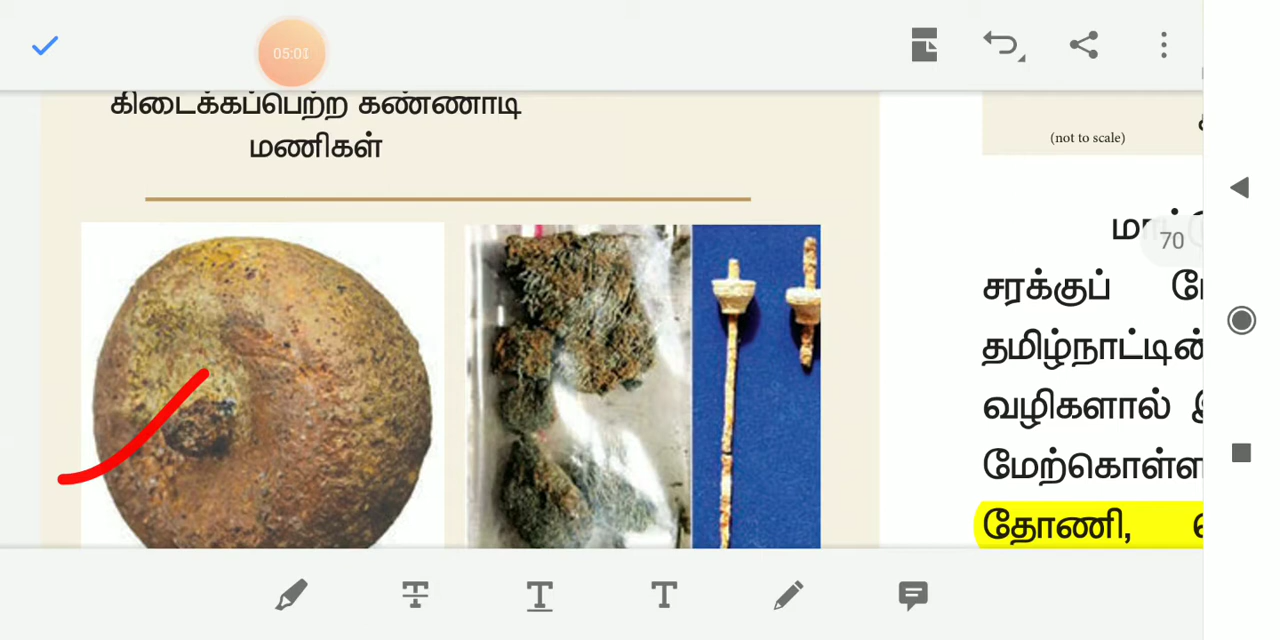 05:01
கிடைக்கப்பெற்ற கண்ணாடி
மணிகள்
(not to scale)
70
சரக்குப்
தமிழ்நாட்டின்
வழிகளால்
தோணி,